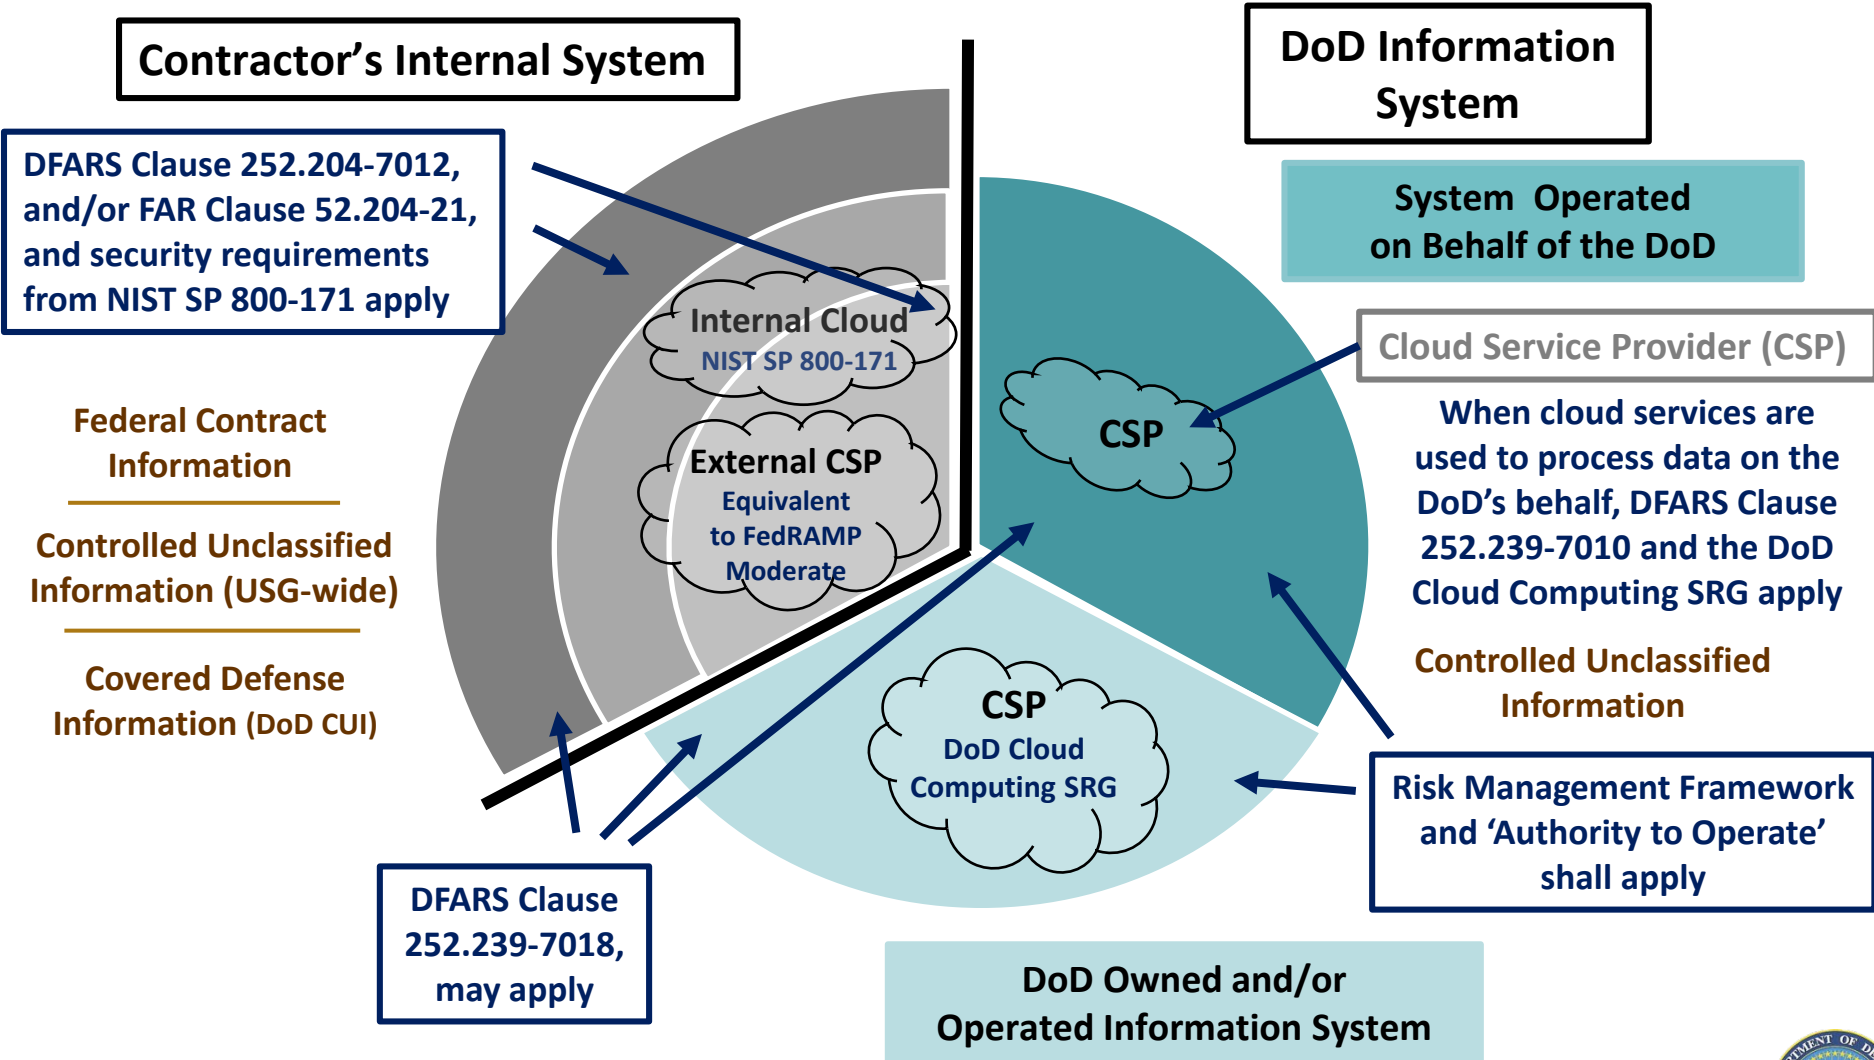 Contractor’s Internal System
DoD Information
System
DFARS Clause 252.204-7012,
and/or FAR Clause 52.204-21,
and security requirements
from NIST SP 800-171 apply
System Operated
on Behalf of the DoD
Internal Cloud
NIST SP 800-171
Cloud Service Provider (CSP)
Federal Contract
Information
Controlled Unclassified
Information (USG-wide)
Covered Defense
Information (DoD CUI)
External CSP
Equivalent
to FedRAMP
Moderate
CSP
When cloud services are
used to process data on the
DoD’s behalf, DFARS Clause
252.239-7010 and the DoD
Cloud Computing SRG apply
Controlled Unclassified
Information
CSP
DoD Cloud
Computing SRG
Risk Management Framework
and ‘Authority to Operate’
shall apply
DFARS Clause
252.239-7018,
may apply
DoD Owned and/or
Operated Information System